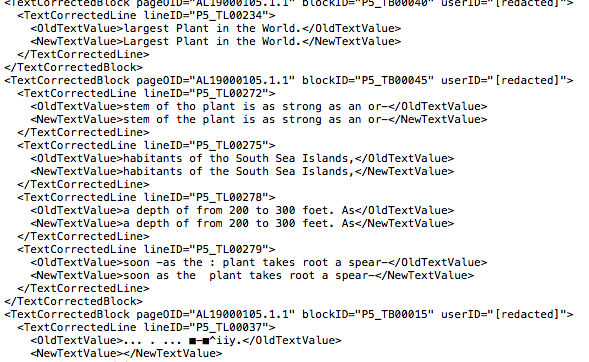 <TextCorrectedBlock pageOID="AL19000105.1.1" blockID="P5_TB00040" userID="[redacted]">
<TextCorrectedLine lineID="P5_TL00234">
<OldTextValue>largest Plant in the World.</OldTextValue>
<NewTextValue>Largest Plant in the World.</NewTextValue>
</TextCorrectedLine>
</TextCorrectedBlock>
<TextCorrectedBlock pageOID="AL19000105.1.1" blockID="P5_TB00045" userID="[redacted]">
<TextCorrectedLine lineID="P5_TL00272">
<OldTextValue>stem of tho plant is as strong as an or-</OldTextValue>
<NewTextValue>stem of the plant is as strong as an or-</NewTextValue>
</TextCorrectedLine>
<TextCorrectedLine lineID="P5_TL00275">
<OldTextValue>habitants of tha South Sea Islands,</OldTextValue>
<NewTextValue>habitants of the South Sea Islands,</NewTextValue>
</TextCorrectedLine>
<TextCorrectedLine lineID="P5_TL00278">
<OldTextValue>a depth of from 200 to 300 feet. As</OldTextValue>
<NewTextValue>a depth of from 200 to 300 feet. As</NewTextValue>
</TextCorrectedLine>
<TextCorrectedLine lineID="P5_TL00279">
<OldTextValue>soon -as the : plant takes root a spear-</OldTextValue>
<NewTextValue>soon as the  plant takes root a spear-</NewTextValue>
</TextCorrectedLine>
</TextCorrectedBlock>
<TextCorrectedBlock pageOID="AL19000105.1.1" blockID="P5_TB00015" userID="[redacted]">
<TextCorrectedLine lineID="P5_TL00037">
<OldTextValue>... . ... ■-■^iiy.</OldTextValue>
<NewTextValue></NewTextValue>